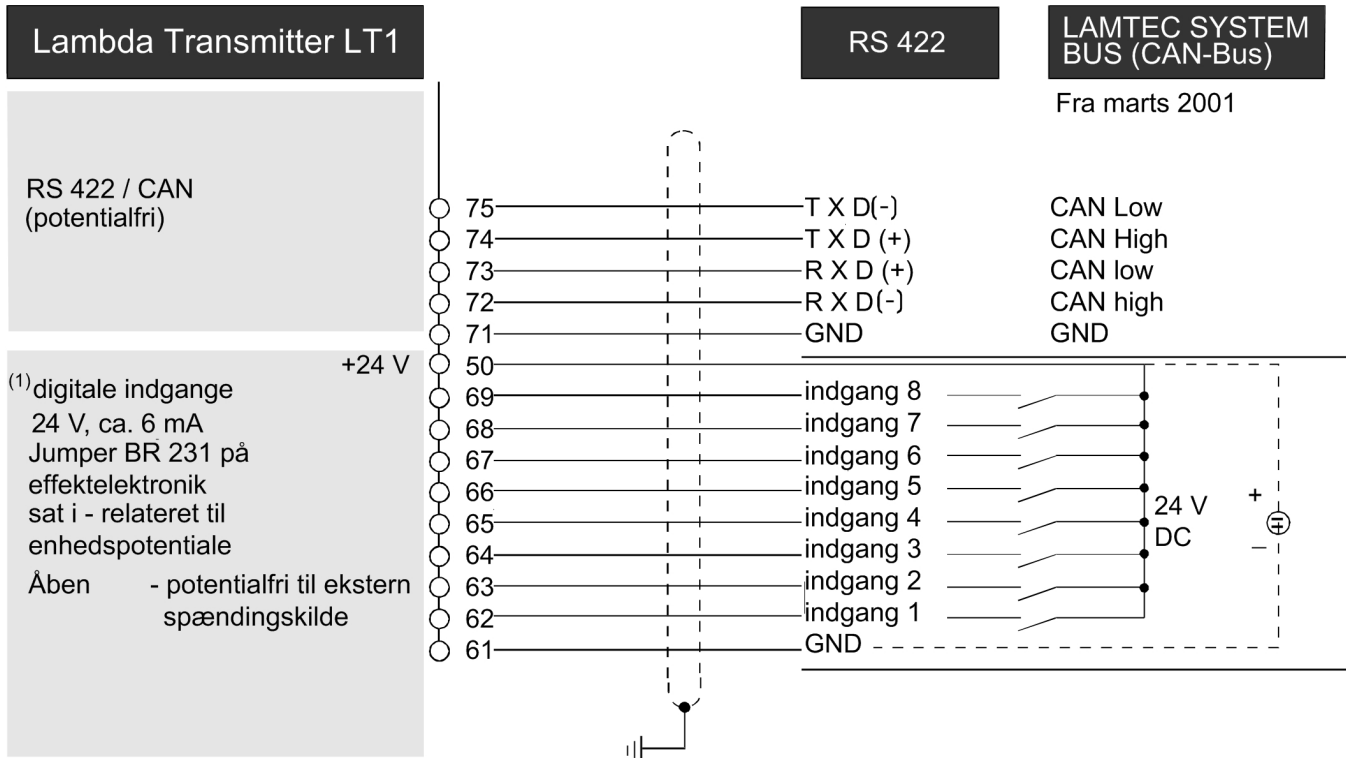 Lambda Transmitter LT1
RS 422
LAMTEC SYSTEM
BUS (CAN-Bus)
Fra marts 2001
RS 422 / CAN
(potentialfri)
75 T X D(-) CAN Low
74 T X D (+) CAN High
73 R X D (+) CAN low
72 R X D(-) CAN high
71 GND GND
+24 V 50
(1) digitale indgange
24 V, ca. 6 mA
Jumper BR 231 på
effektelektronik
sat i - relateret til
enhedspotentiale
Åben - potentialfri til ekstern
spændingskilde
69 indgang 8
68 indgang 7
67 indgang 6
66 indgang 5
65 indgang 4
64 indgang 3
63 indgang 2
62 indgang 1
61 GND
24 V
DC
+
–